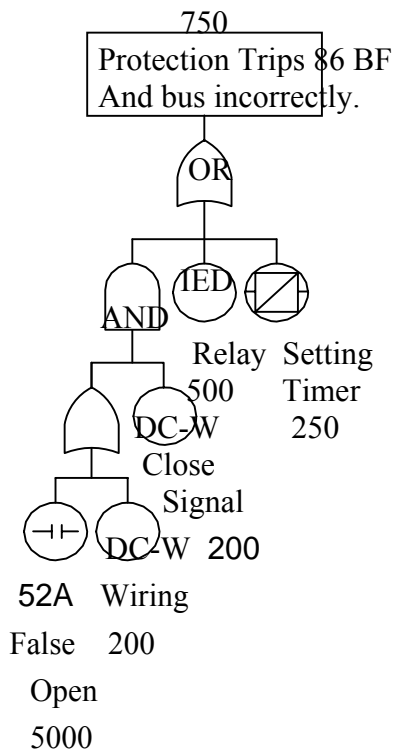 750
Protection Trips 86 BF
And bus incorrectly.
OR
IED
AND
Relay Setting
500 Timer
DC-W 250
Close
Signal
DC-W 200
52A Wiring
False 200
Open
5000